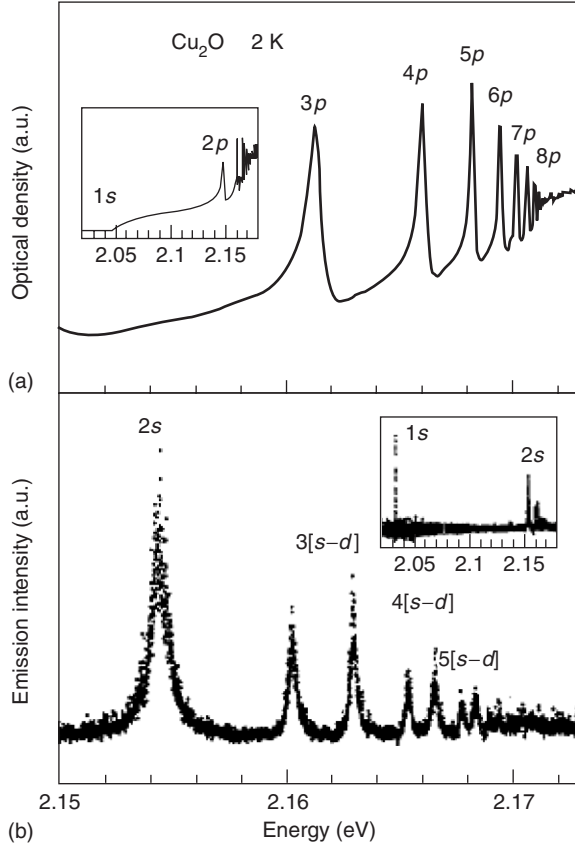 Cu₂O 2 K
3p
4p
5p
6p
7p
8p
1s
2p
2.05 2.10 2.15
Optical density (a.u.)
(a)
2s
1s
2s
2.05 2.10 2.15
3[s–d]
4[s–d]
5[s–d]
Emission intensity (a.u.)
2.15 2.16 2.17
(b)
Energy (eV)